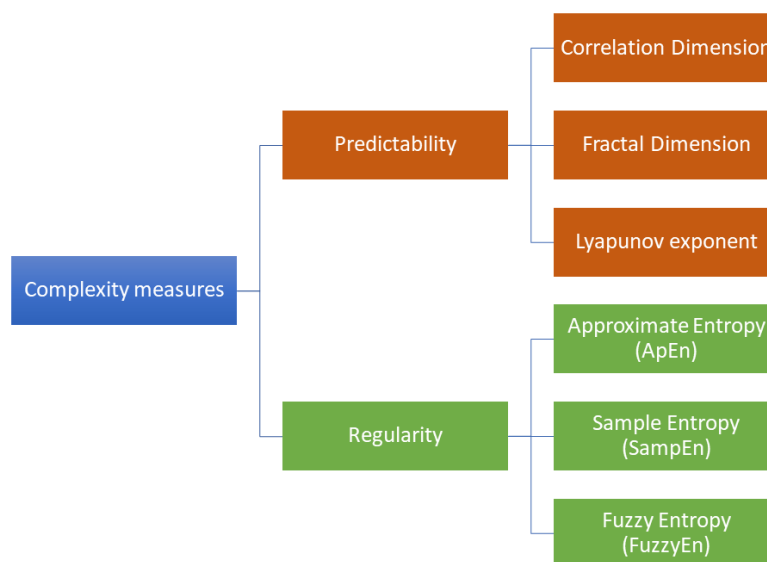 Correlation Dimension
Predictability
Fractal Dimension
Lyapunov exponent
Complexity measures
Approximate Entropy
(ApEn)
Regularity
Sample Entropy
(SampEn)
Fuzzy Entropy
(FuzzyEn)